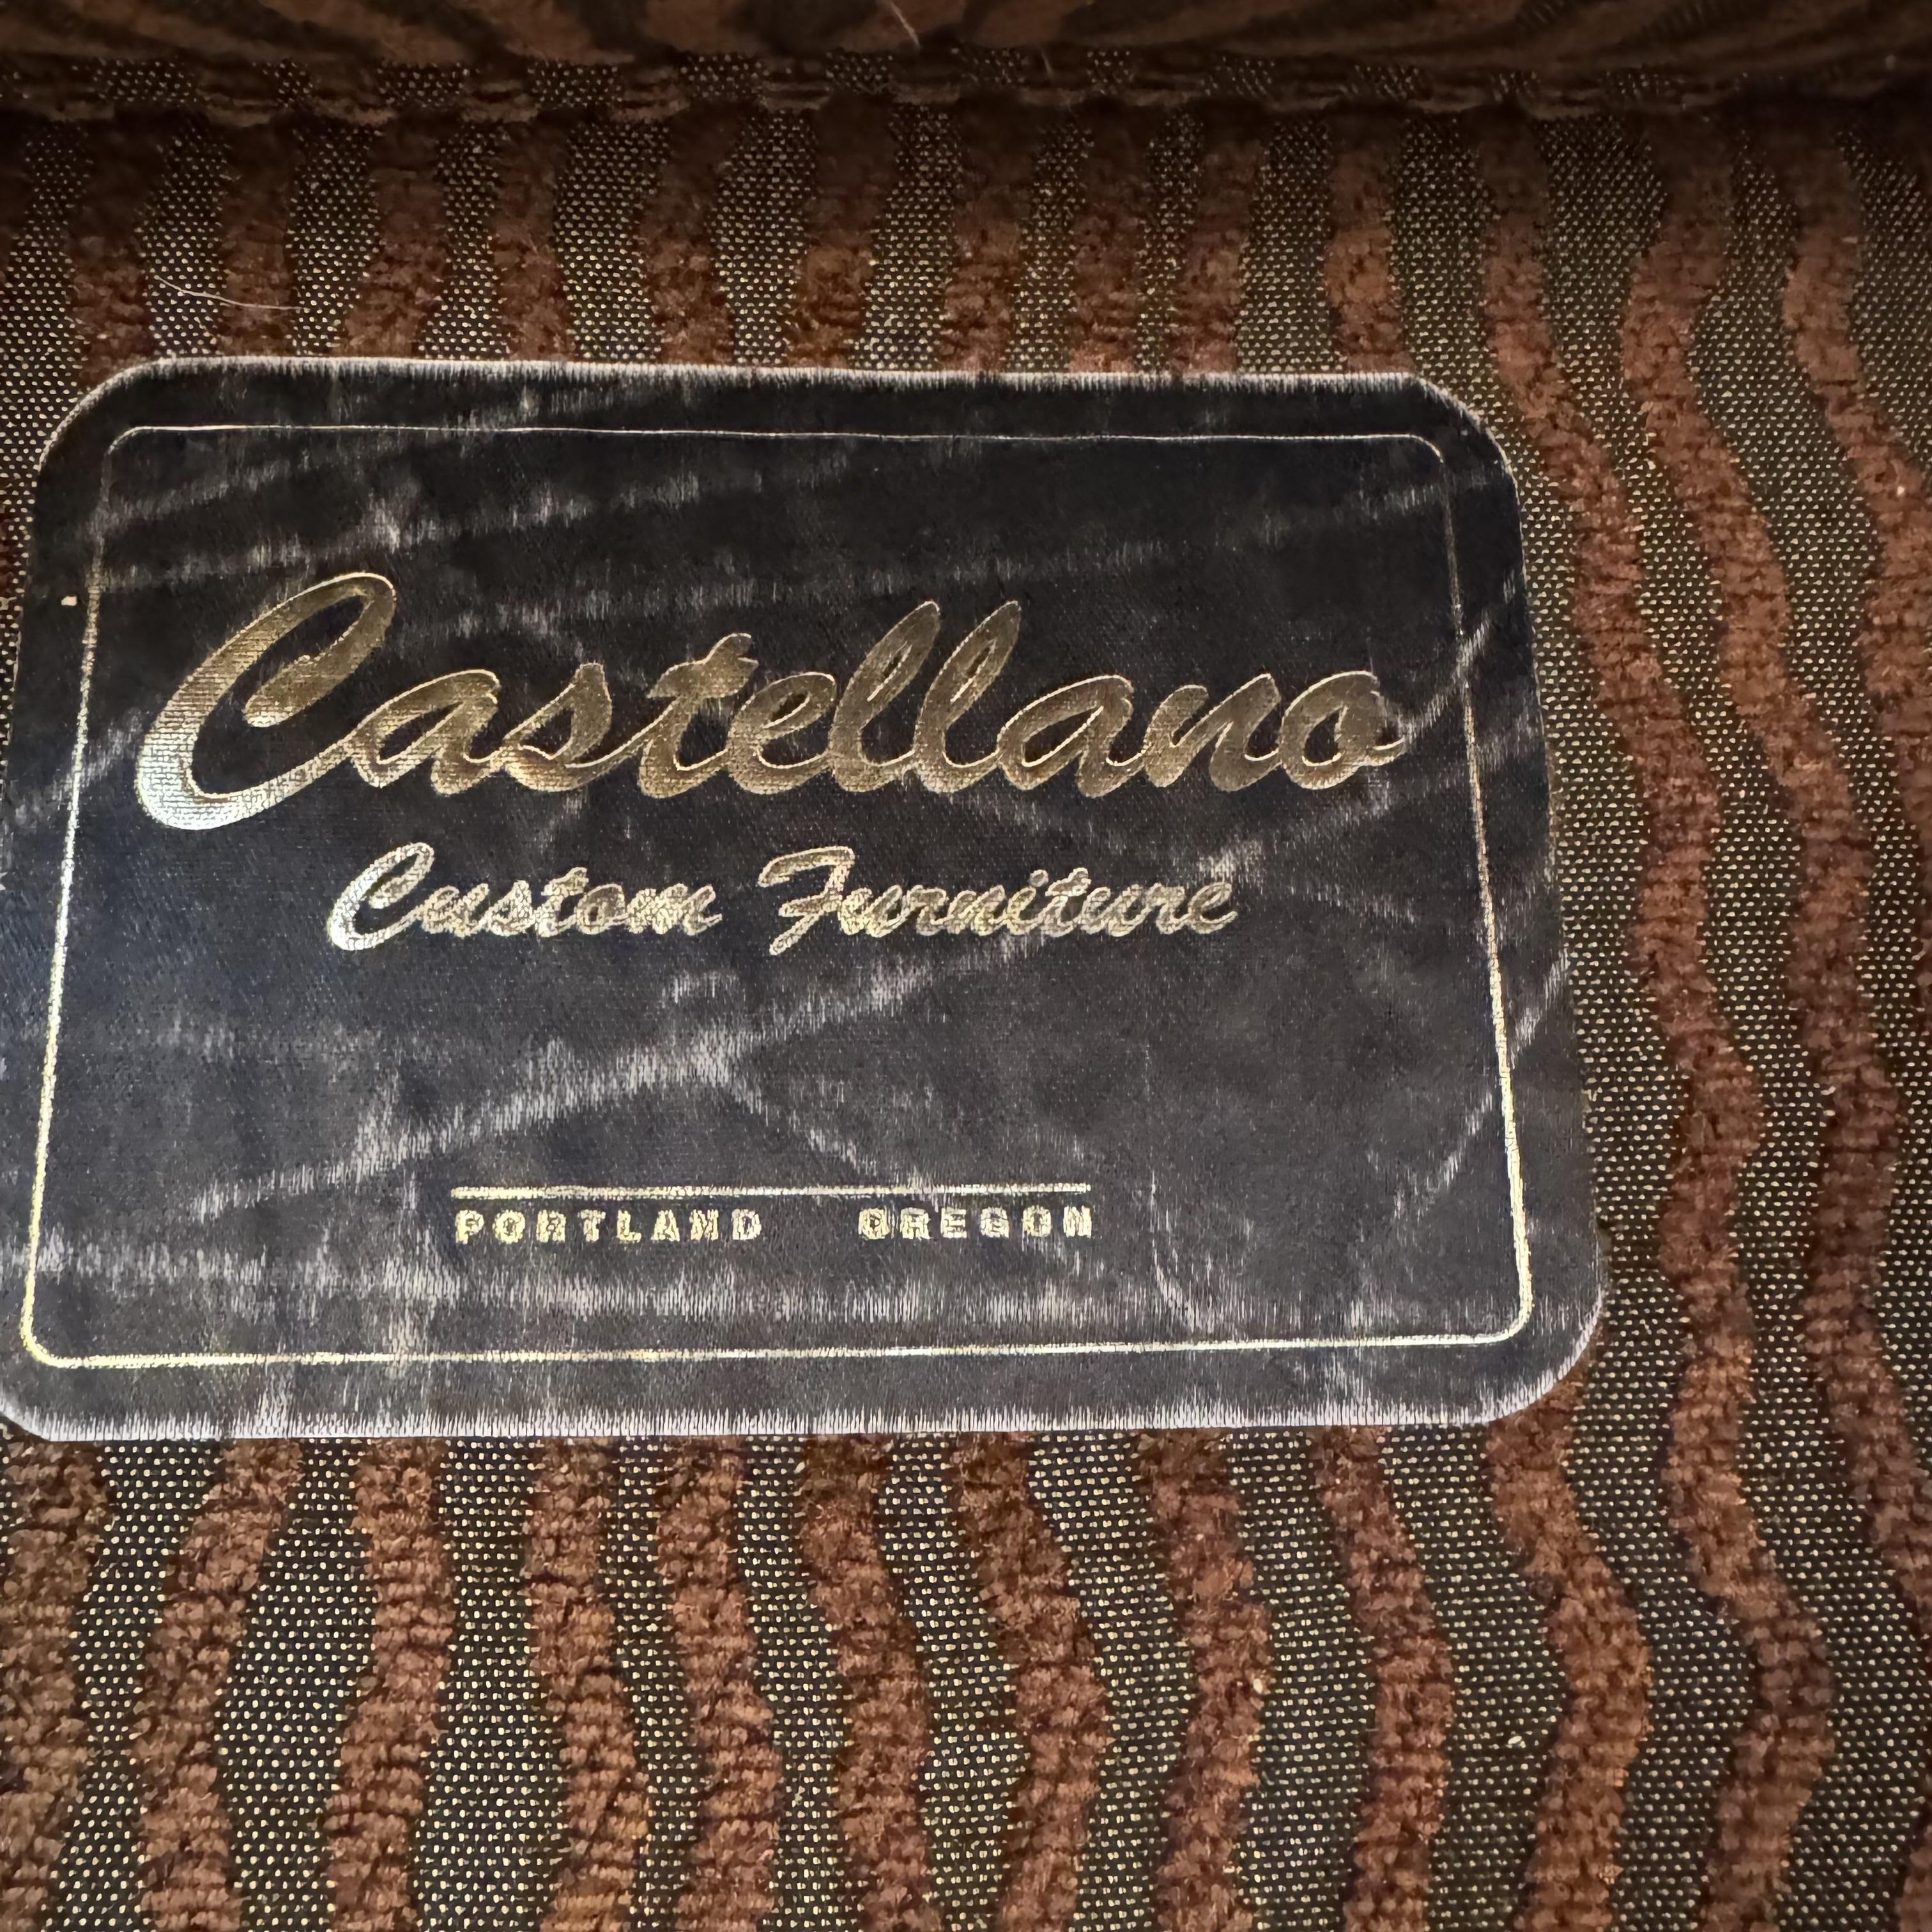 Castellano
Custom Furniture
PORTLAND OREGON